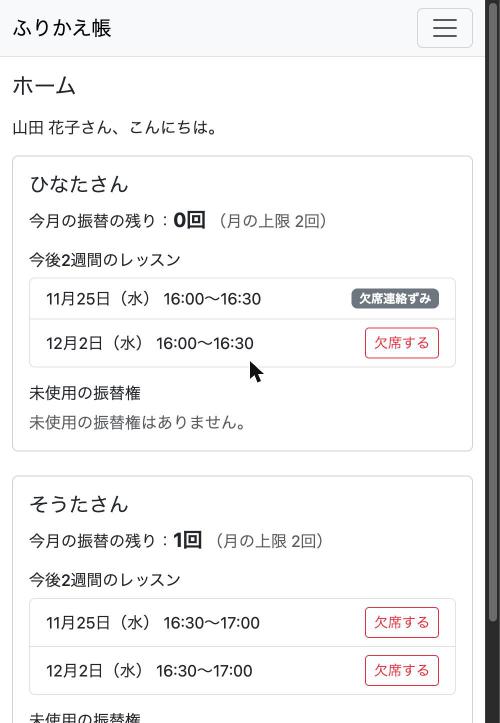 ふりかえ帳
ホーム
山田 花子さん、こんにちは。
ひなたさん
今月の振替の残り：0回 （月の上限 2回）
今後2週間のレッスン
11月25日（水） 16:00〜16:30 欠席連絡ずみ
12月2日（水） 16:00〜16:30 欠席する
未使用の振替権
未使用の振替権はありません。
そうたさん
今月の振替の残り：1回 （月の上限 2回）
今後2週間のレッスン
11月25日（水） 16:30〜17:00 欠席する
12月2日（水） 16:30〜17:00 欠席する
未使用の振替権